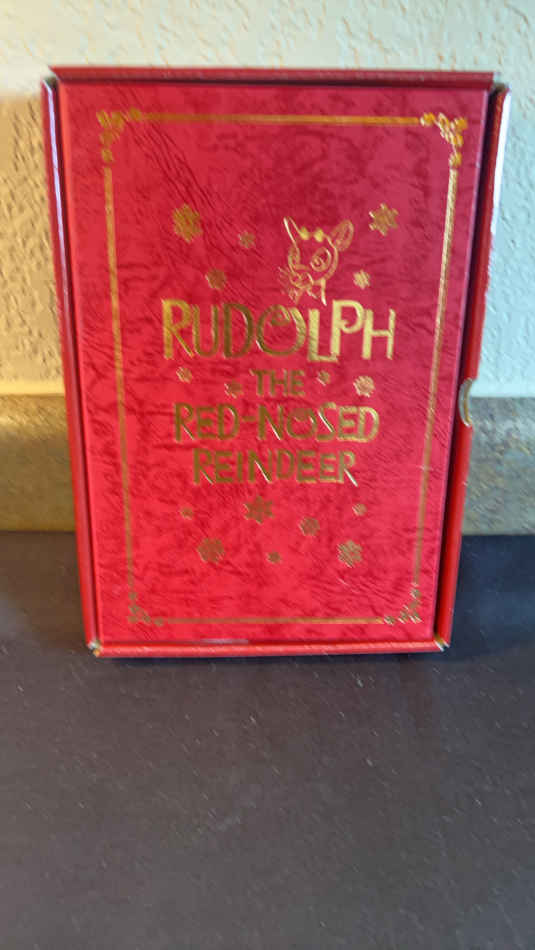 RUDOLPH
THE
RED-NOSED
REINDEER